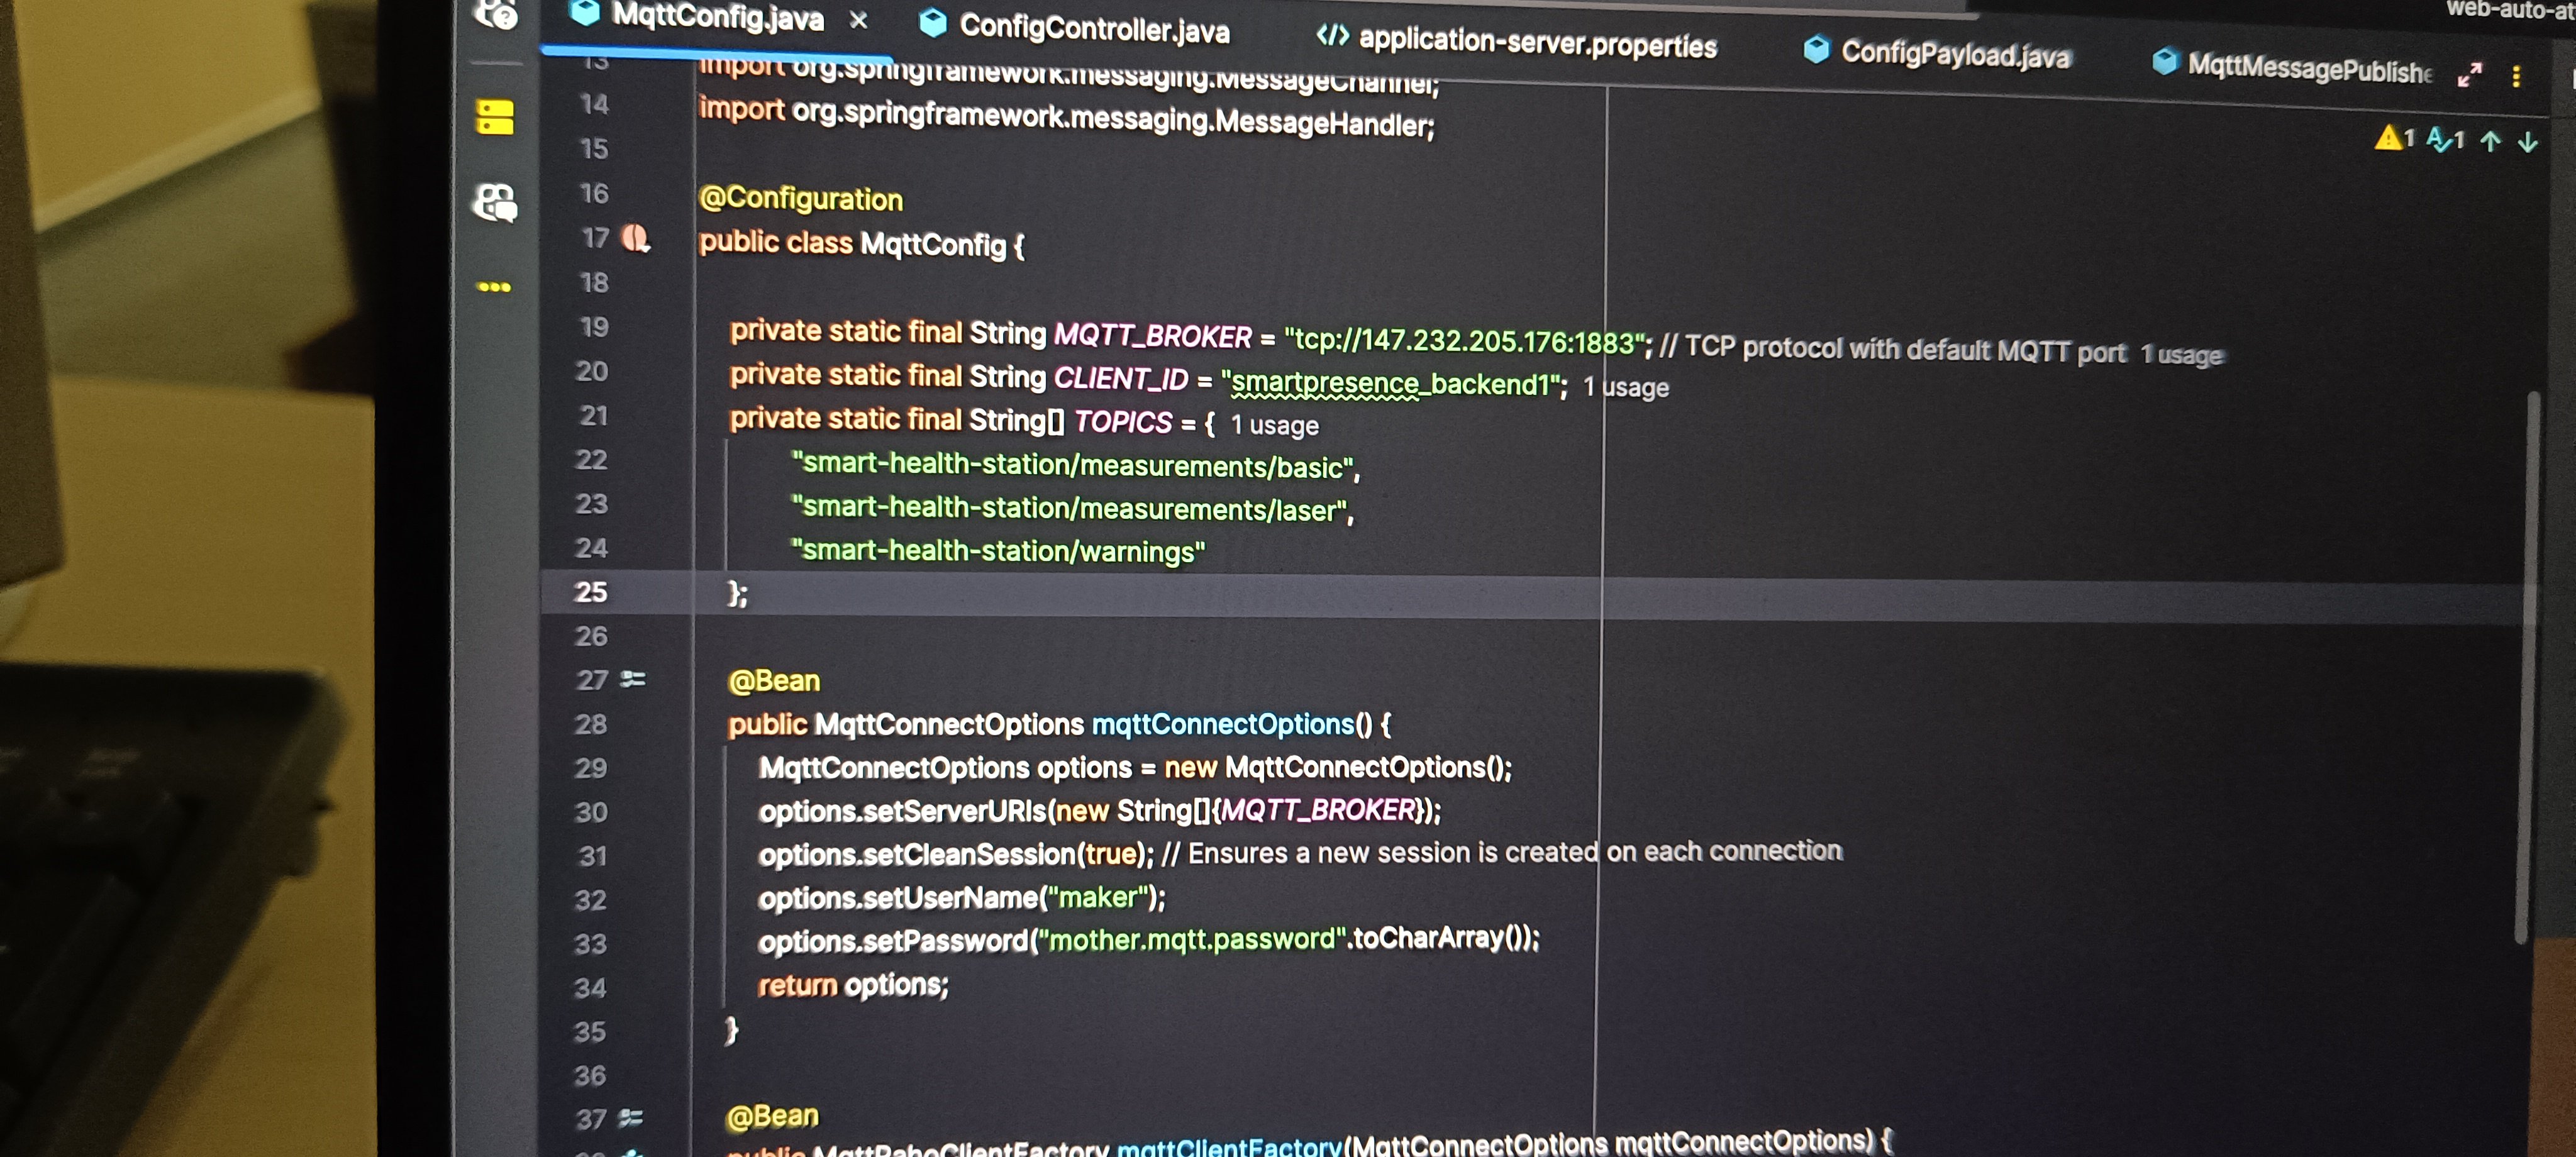 web-auto-at
MqttConfig.java
ConfigController.java
</> application-server.properties
ConfigPayload.java
MqttMessagePublishe
13 import org.springframework.messaging.MessageChannel;
14 import org.springframework.messaging.MessageHandler;
1 1
15
16 @Configuration
17 public class MqttConfig {
18
19 private static final String MQTT_BROKER = "tcp://147.232.205.176:1883"; // TCP protocol with default MQTT port 1 usage
20 private static final String CLIENT_ID = "smartpresence_backend1"; 1 usage
21 private static final String[] TOPICS = { 1 usage
22 "smart-health-station/measurements/basic",
23 "smart-health-station/measurements/laser",
24 "smart-health-station/warnings"
25 };
26
27 @Bean
28 public MqttConnectOptions mqttConnectOptions() {
29 MqttConnectOptions options = new MqttConnectOptions();
30 options.setServerURIs(new String[]{MQTT_BROKER});
31 options.setCleanSession(true); // Ensures a new session is created on each connection
32 options.setUserName("maker");
33 options.setPassword("mother.mqtt.password".toCharArray());
34 return options;
35 }
36
37 @Bean
public MqttPahoClientFactory mqttClientFactory(MqttConnectOptions mqttConnectOptions) {